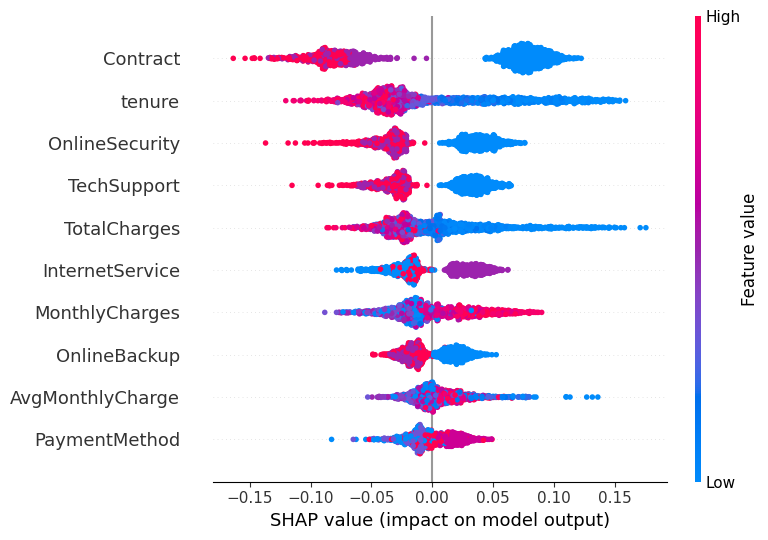 High
Contract
tenure
OnlineSecurity
TechSupport
TotalCharges
InternetService
MonthlyCharges
OnlineBackup
AvgMonthlyCharge
PaymentMethod
Feature value
Low
−0.15 −0.10 −0.05 0.00 0.05 0.10 0.15
SHAP value (impact on model output)